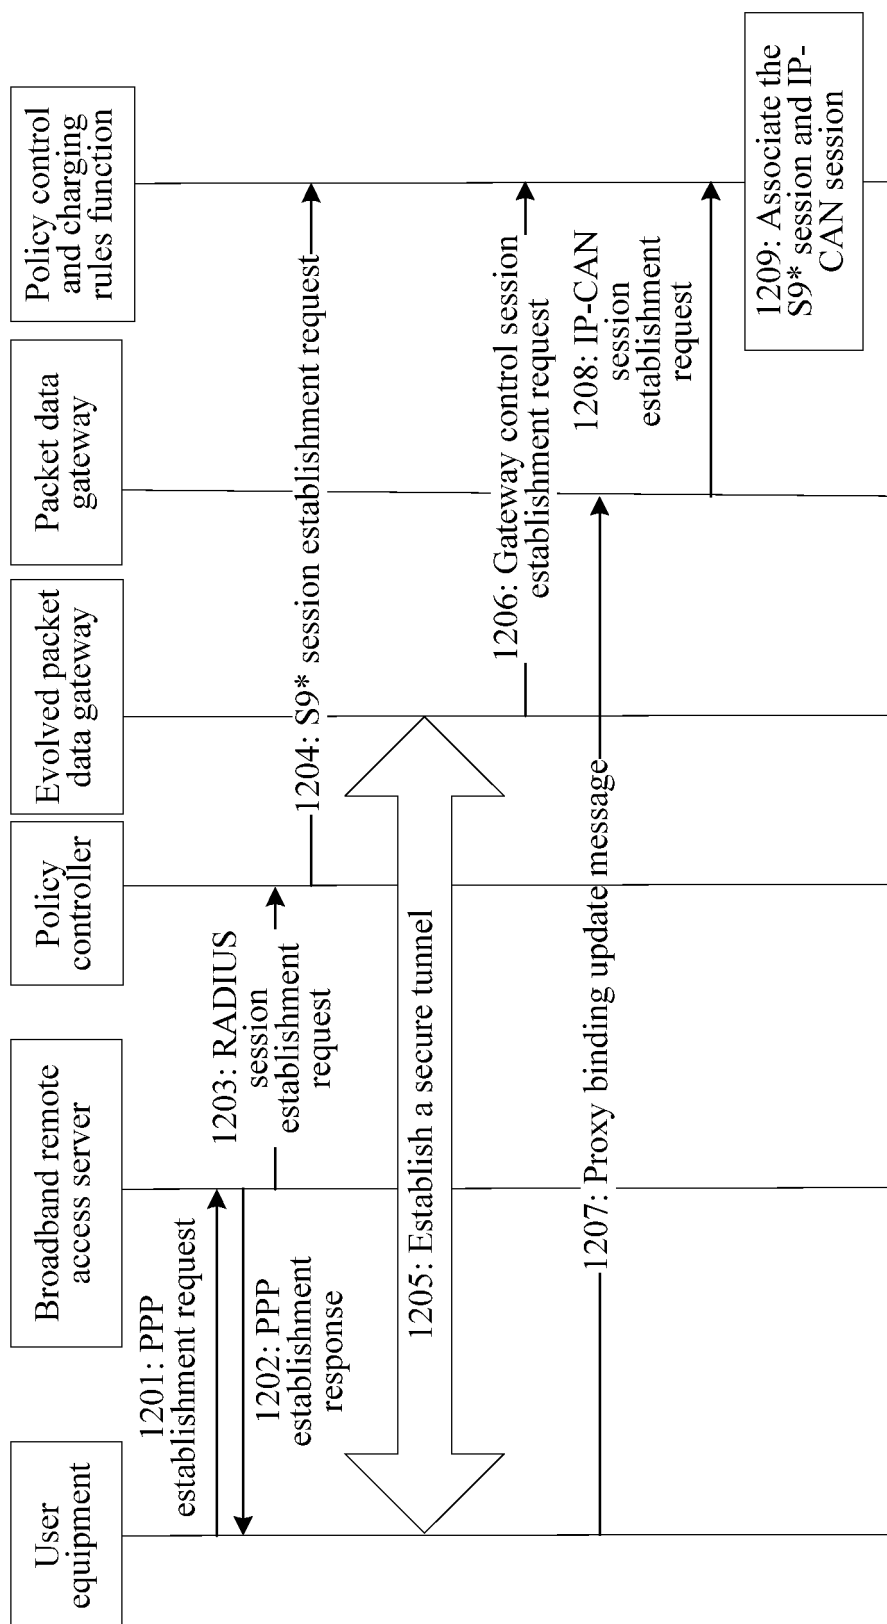 User
equipment
Broadband remote
access server
Policy
controller
Evolved packet
data gateway
Packet data
gateway
Policy control
and charging
rules function
1201: PPP
establishment request
1202: PPP
establishment
response
1203: RADIUS
session
establishment
request
1204: S9* session establishment request
1205: Establish a secure tunnel
1206: Gateway control session
establishment request
1207: Proxy binding update message
1208: IP-CAN
session
establishment
request
1209: Associate the
S9* session and IP-
CAN session